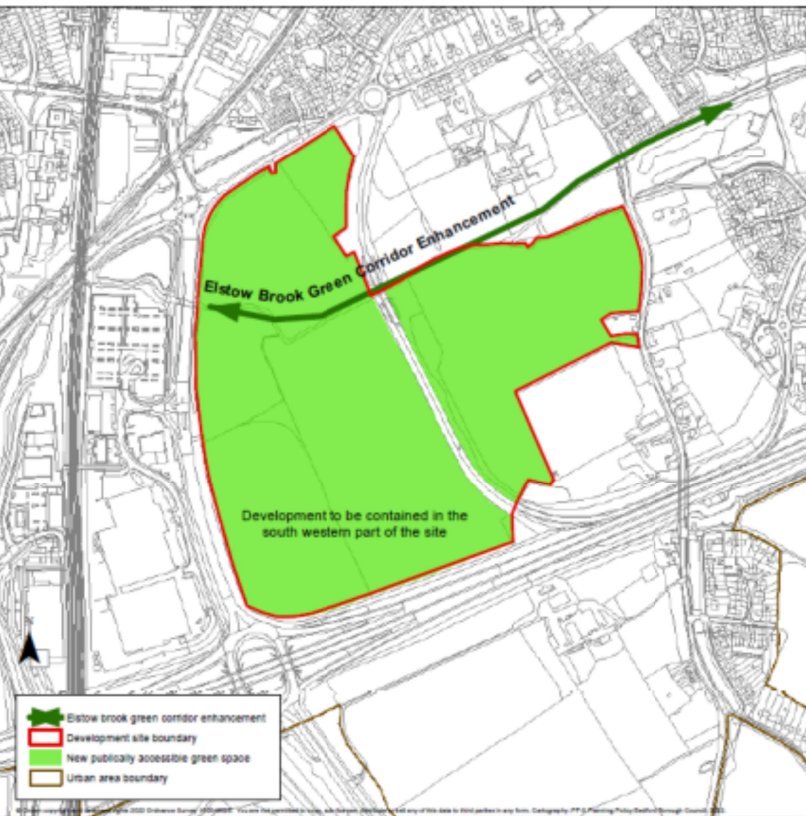 Elstow Brook Green Corridor Enhancement
Development to be contained in the
south western part of the site
Elstow brook green corridor enhancement
Development site boundary
New publically accessible green space
Urban area boundary